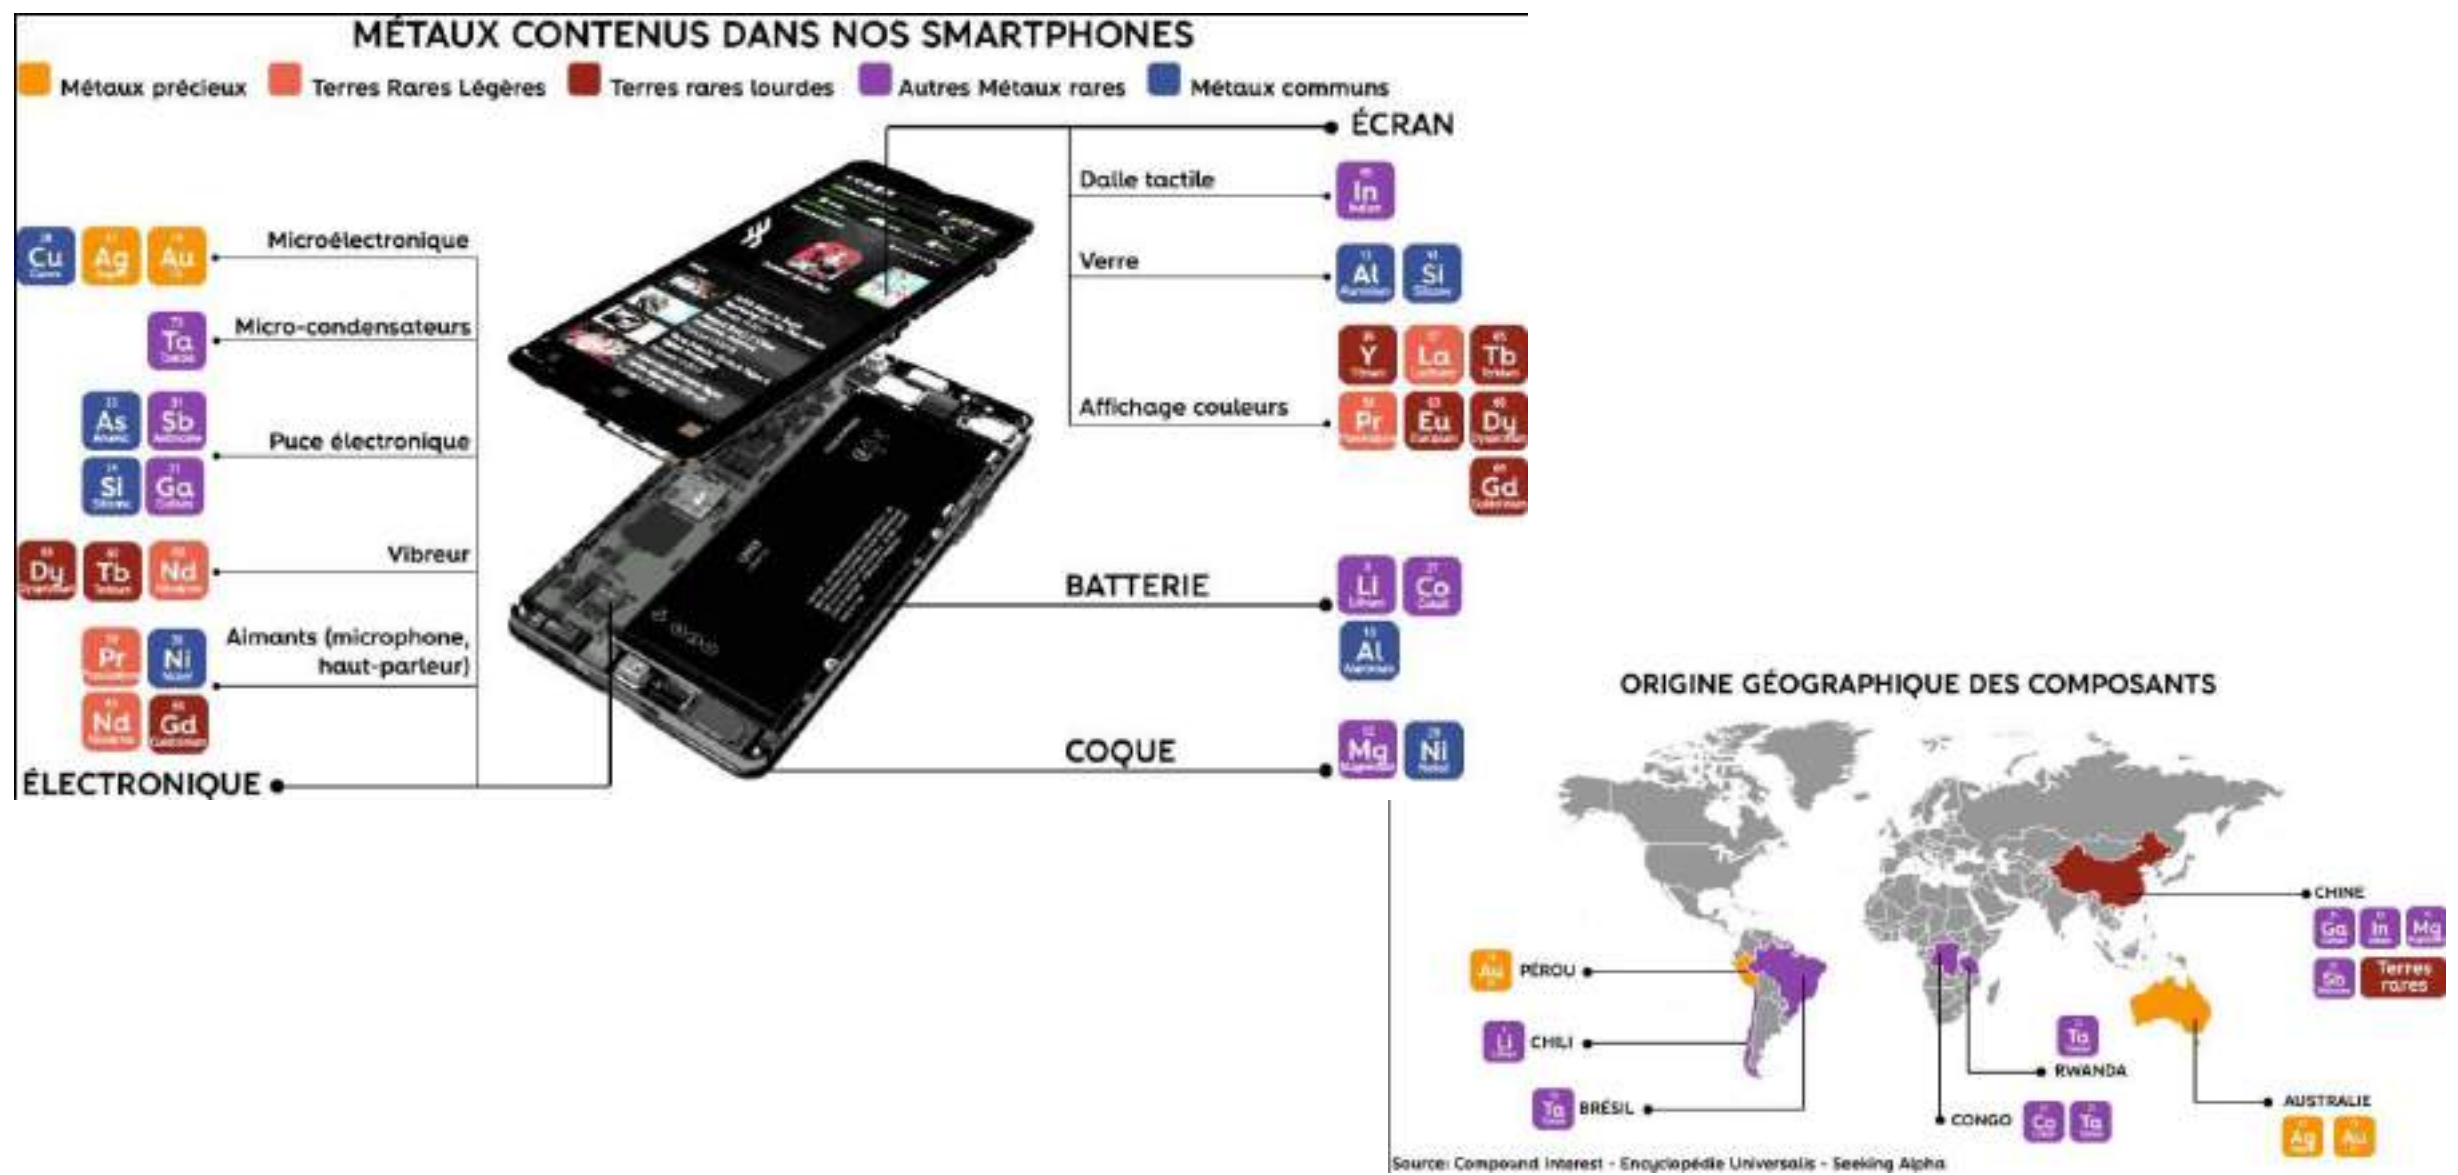 MÉTAUX CONTENUS DANS NOS SMARTPHONES
Métaux précieux Terres Rares Légères Terres rares lourdes Autres Métaux rares Métaux communs
ÉCRAN
Dalle tactile
In
Verre
Al Si
Affichage couleurs
Y La Tb
Pr Eu Dy
Gd
BATTERIE
Li Co
Al
COQUE
Mg Ni
Microélectronique
Cu Ag Au
Micro-condensateurs
Ta
Puce électronique
As Sb
Si Ga
Vibreur
Dy Tb Nd
Aimants (microphone,
haut-parleur)
Pr Ni
Nd Gd
ÉLECTRONIQUE
ORIGINE GÉOGRAPHIQUE DES COMPOSANTS
CHINE
Ga In Mg
Sb Terres
rares
Au PÉROU
Li CHILI
Ta BRÉSIL
Ta
RWANDA
CONGO Co Ta
AUSTRALIE
Ag Au
Source: Compound Interest - Encyclopédie Universalis - Seeking Alpha